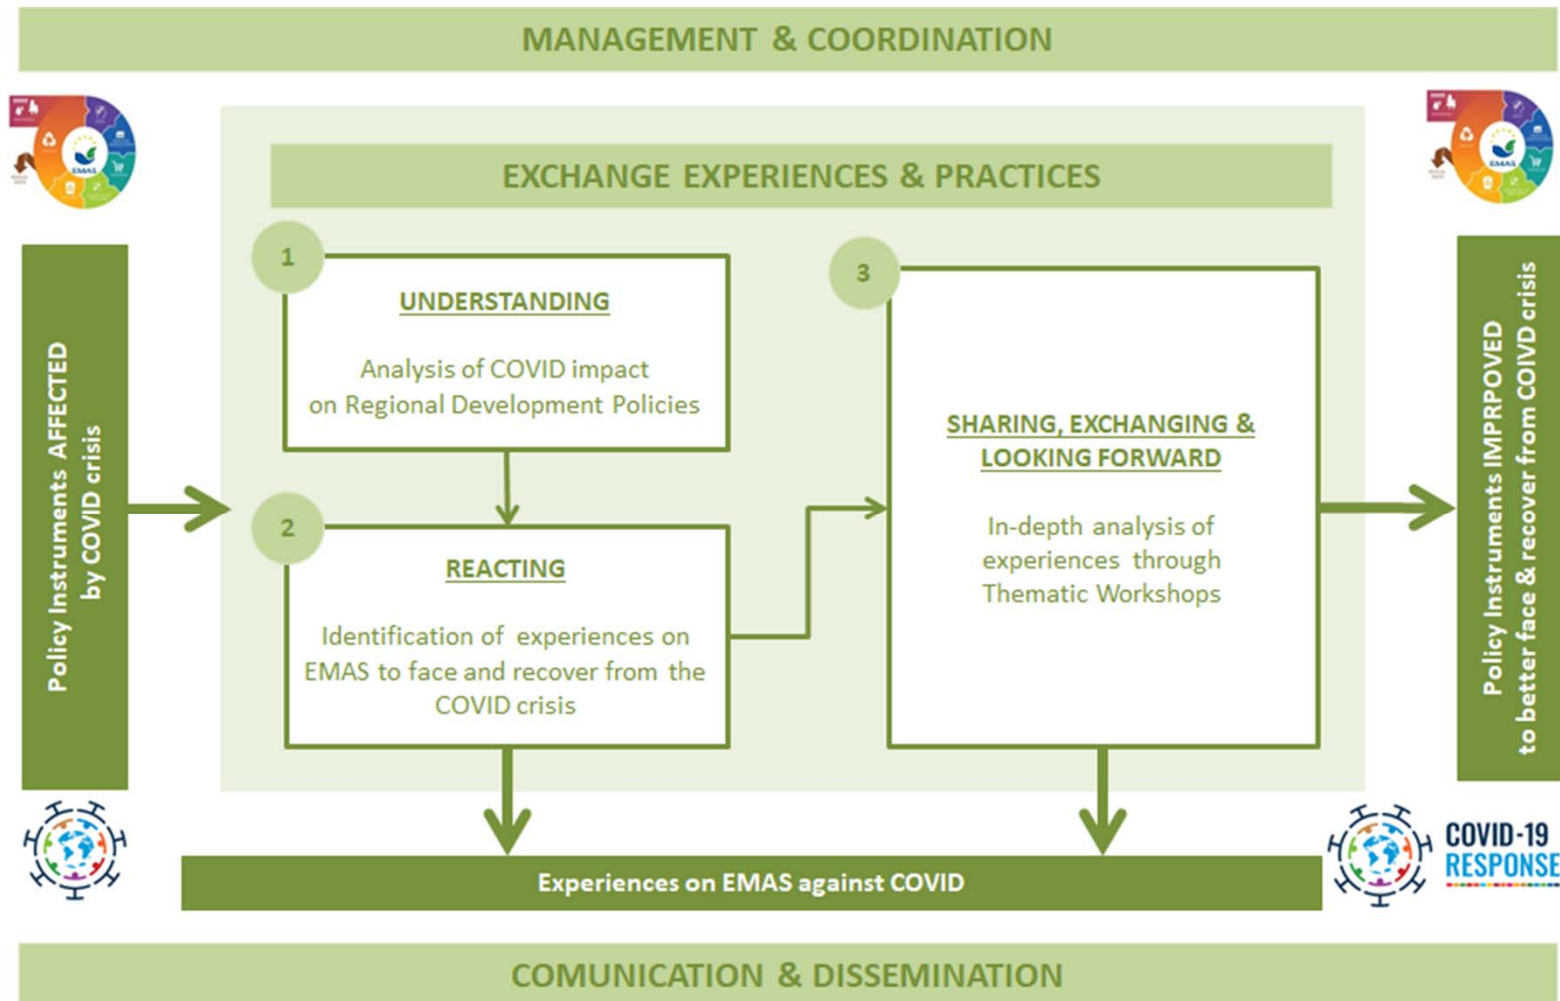 MANAGEMENT & COORDINATION
EMAS
EMAS
EXCHANGE EXPERIENCES & PRACTICES
Policy Instruments AFFECTED
by COVID crisis
1
UNDERSTANDING
Analysis of COVID impact
on Regional Development Policies
2
REACTING
Identification of experiences on
EMAS to face and recover from the
COVID crisis
3
SHARING, EXCHANGING &
LOOKING FORWARD
In-depth analysis of
experiences through
Thematic Workshops
Policy Instruments IMPRPOVED
to better face & recover from COIVD crisis
Experiences on EMAS against COVID
COVID-19
RESPONSE
COMUNICATION & DISSEMINATION